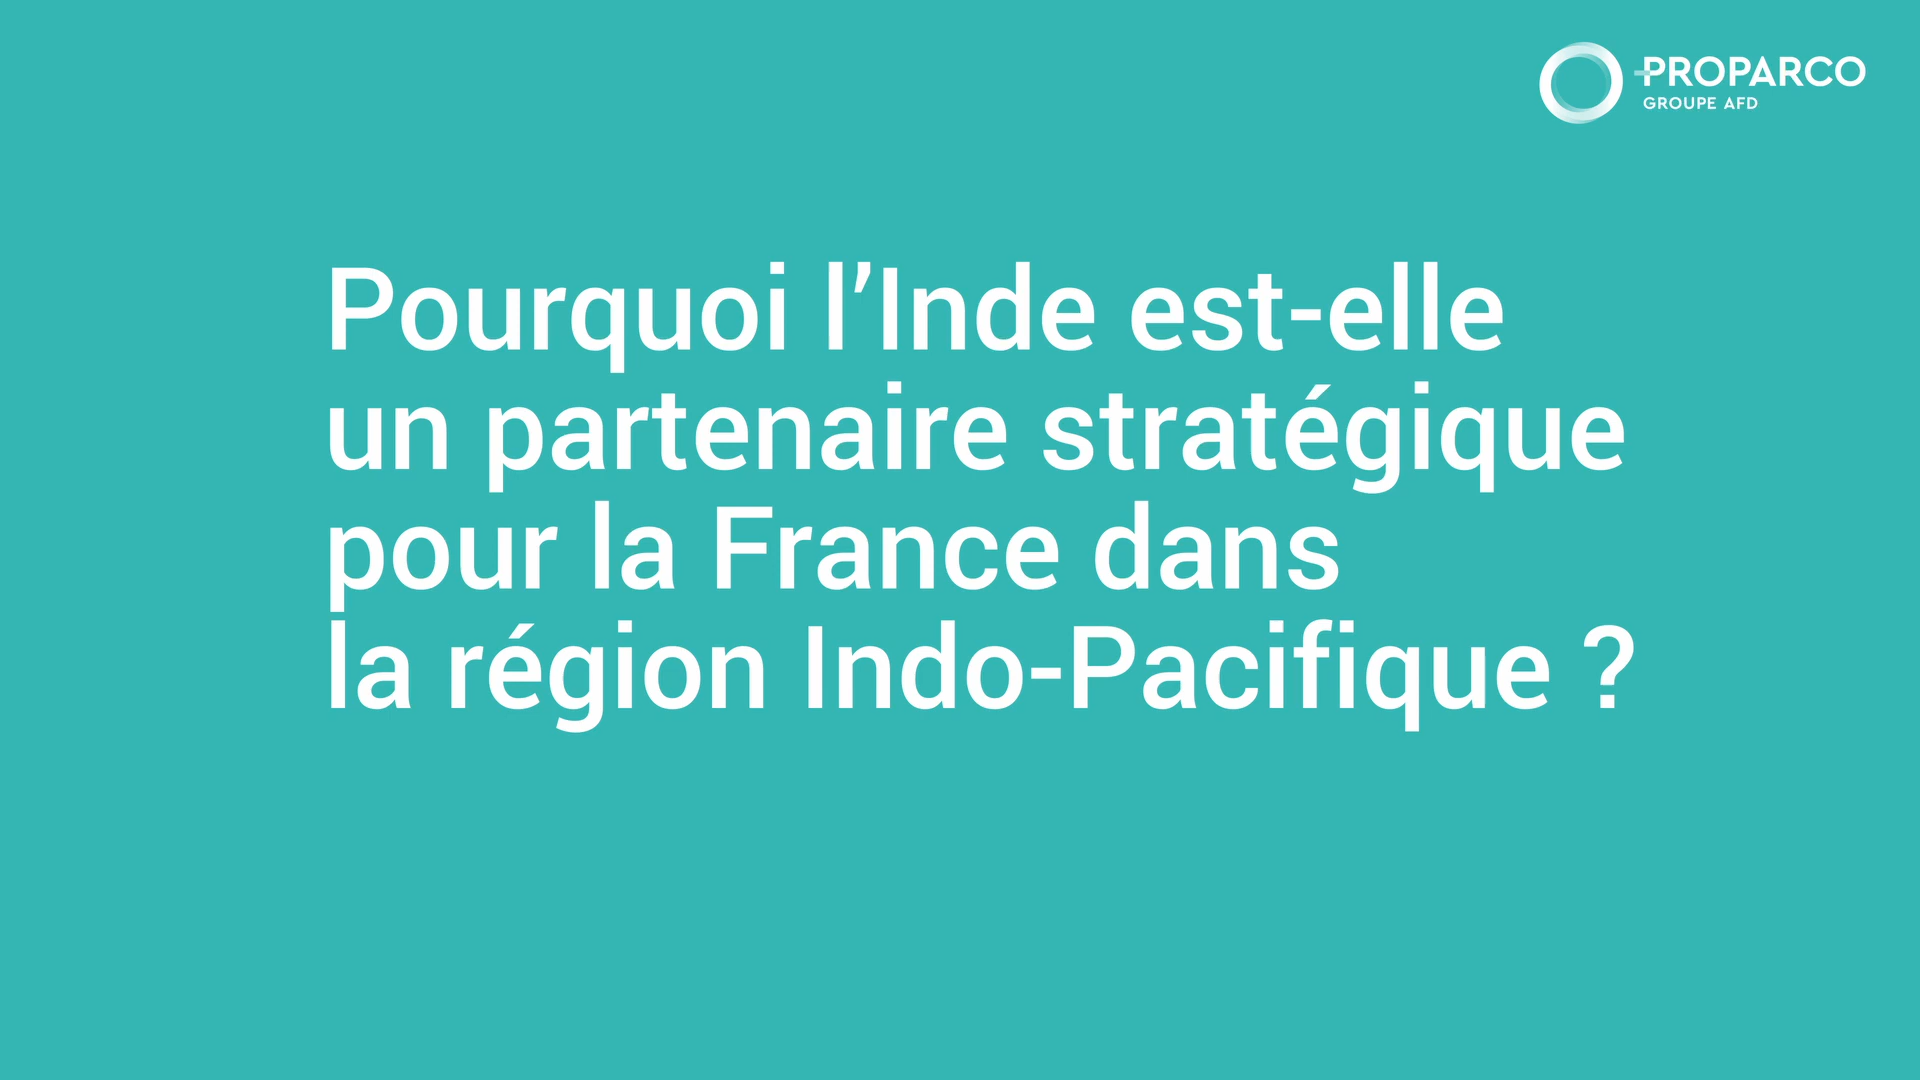 PROPARCO
GROUPE AFD
Pourquoi l’Inde est-elle
un partenaire stratégique
pour la France dans
la région Indo-Pacifique ?